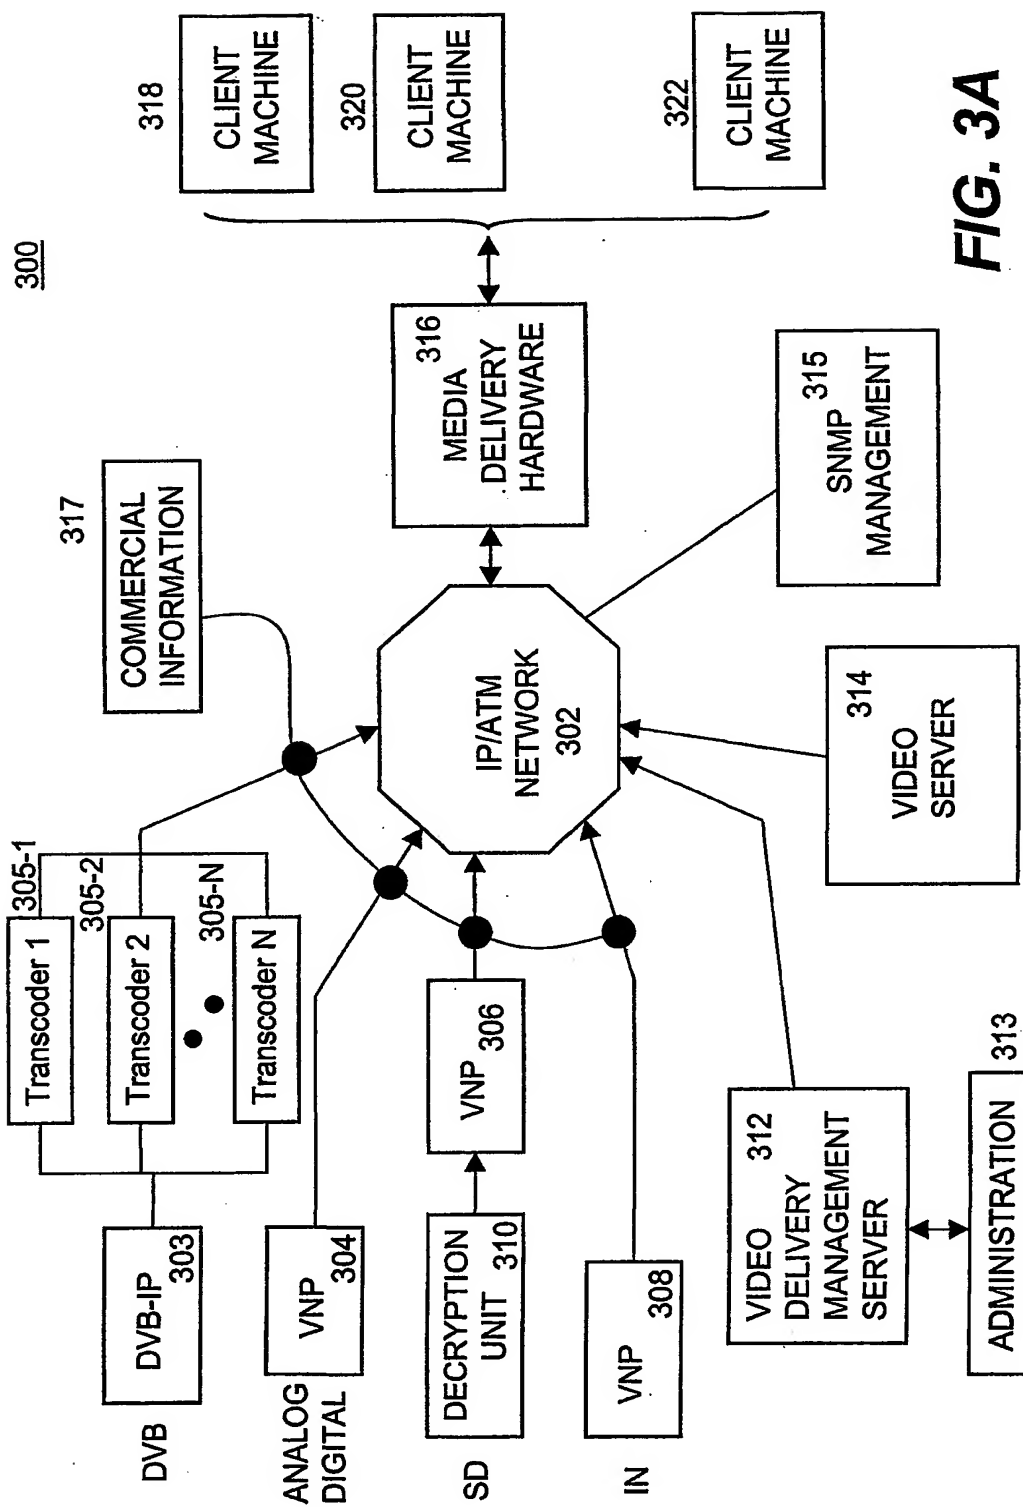 300
DVB
DVB-IP
303
Transcoder 1
305-1
Transcoder 2
305-2
Transcoder N
305-N
COMMERCIAL
INFORMATION
317
ANALOG
DIGITAL
VNP
304
SD
DECRYPTION
UNIT
310
VNP
306
IN
VNP
308
IP/ATM
NETWORK
302
MEDIA
DELIVERY
HARDWARE
316
318
CLIENT
MACHINE
320
CLIENT
MACHINE
322
CLIENT
MACHINE
VIDEO
DELIVERY
MANAGEMENT
SERVER
312
ADMINISTRATION
313
VIDEO
SERVER
314
SNMP
MANAGEMENT
315
FIG. 3A